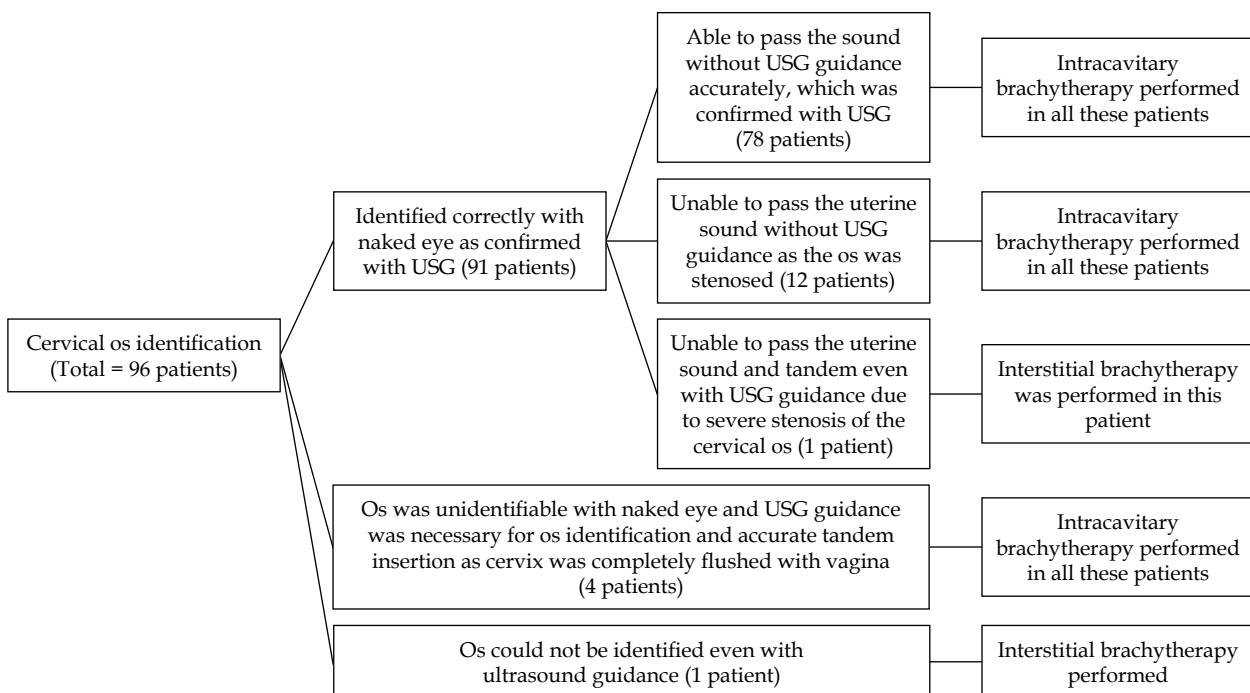 Cervical os identification
(Total = 96 patients)
Identified correctly with
naked eye as confirmed
with USG (91 patients)
Able to pass the sound
without USG guidance
accurately, which was
confirmed with USG
(78 patients)
Intracavitary
brachytherapy performed
in all these patients
Unable to pass the uterine
sound without USG
guidance as the os was
stenosed (12 patients)
Intracavitary
brachytherapy performed
in all these patients
Unable to pass the uterine
sound and tandem even
with USG guidance due
to severe stenosis of the
cervical os (1 patient)
Interstitial brachytherapy
was performed in this
patient
Os was unidentifiable with naked eye and USG guidance
was necessary for os identification and accurate tandem
insertion as cervix was completely flushed with vagina
(4 patients)
Intracavitary
brachytherapy performed
in all these patients
Os could not be identified even with
ultrasound guidance (1 patient)
Interstitial brachytherapy
performed